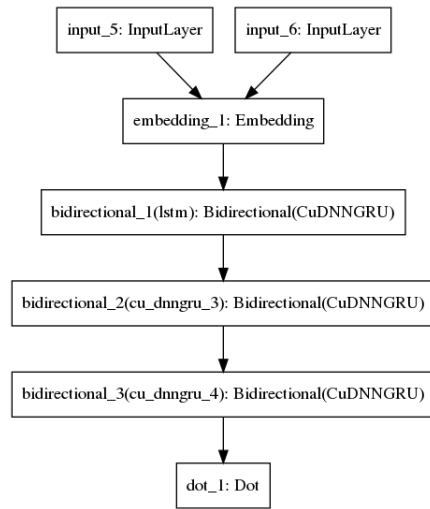 input_5: InputLayer
input_6: InputLayer
embedding_1: Embedding
bidirectional_1(lstm): Bidirectional(CuDNNGRU)
bidirectional_2(cu_dnngru_3): Bidirectional(CuDNNGRU)
bidirectional_3(cu_dnngru_4): Bidirectional(CuDNNGRU)
dot_1: Dot